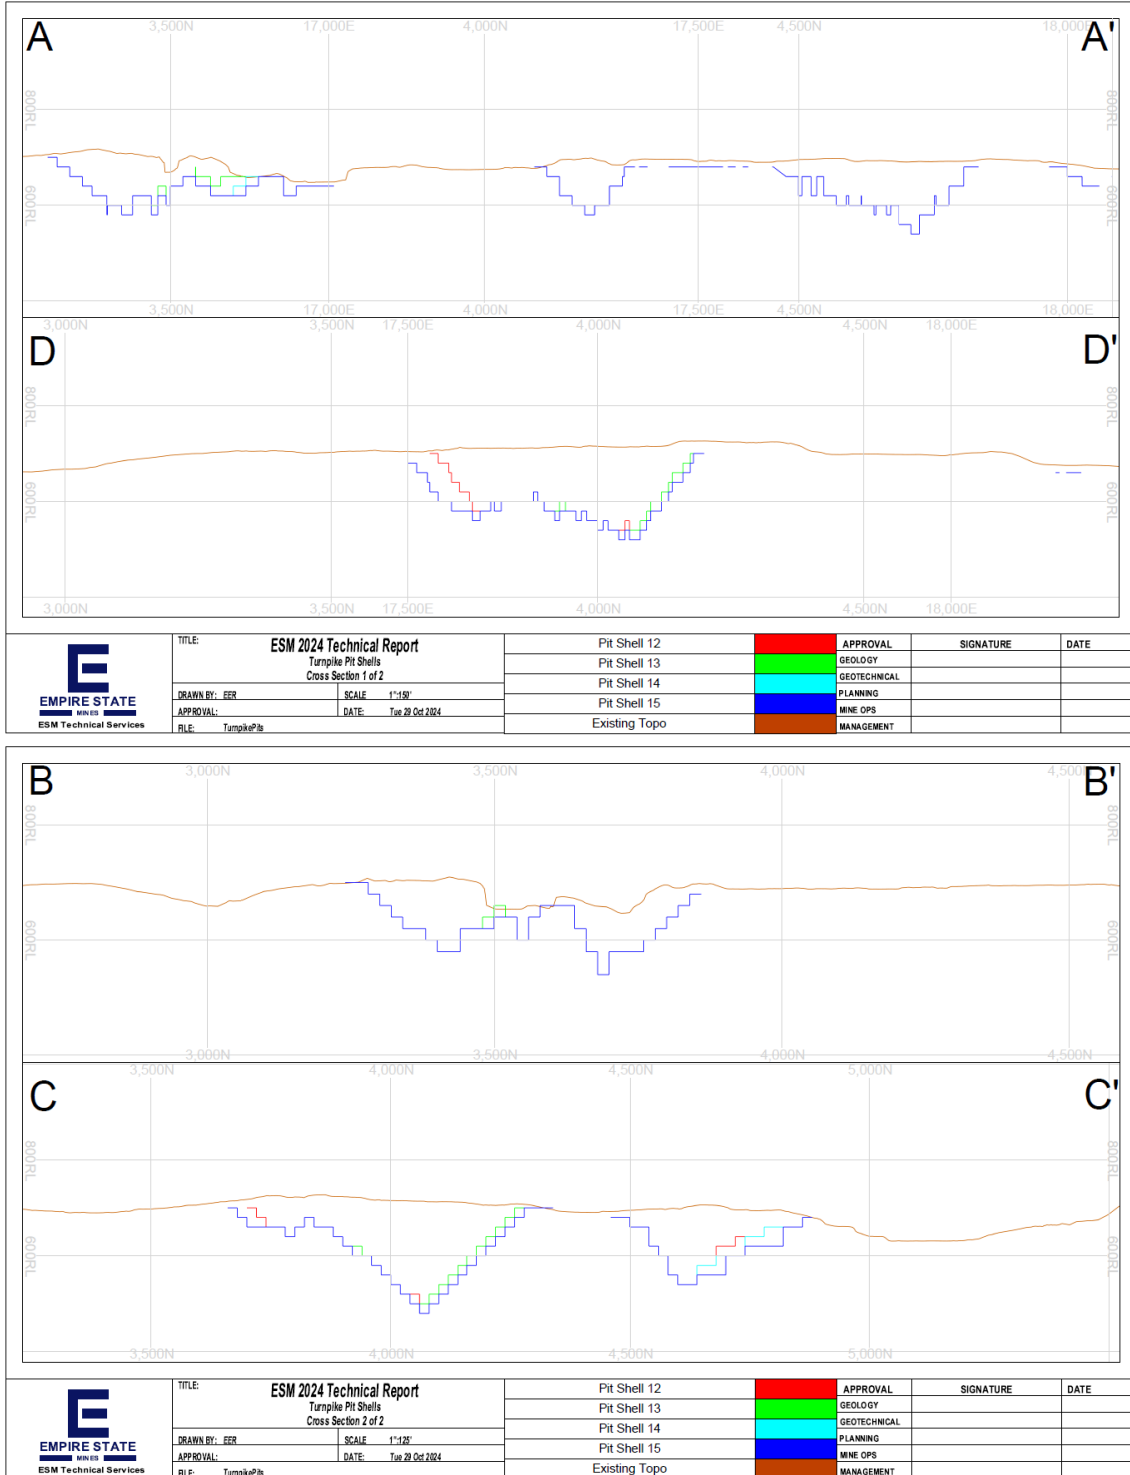 A
A'
3,500N 17,000E 4,000N 17,500E 4,500N 18,000E
800RL 800RL
600RL 600RL
3,500N 17,000E 4,000N 17,500E 4,500N 18,000E
3,000N 3,500N 17,500E 4,000N 4,500N 18,000E
D
D'
800RL 800RL
600RL 600RL
3,000N 3,500N 17,500E 4,000N 4,500N 18,000E
EMPIRE STATE
MINES
ESM Technical Services
TITLE:
ESM 2024 Technical Report
Turnpike Pit Shells
Cross Section 1 of 2
DRAWN BY: EER SCALE 1":150'
APPROVAL: DATE: Tue 29 Oct 2024
FILE: TurnpikePits
Pit Shell 12
Pit Shell 13
Pit Shell 14
Pit Shell 15
Existing Topo
APPROVAL SIGNATURE DATE
GEOLOGY
GEOTECHNICAL
PLANNING
MINE OPS
MANAGEMENT
B
B'
3,000N 3,500N 4,000N 4,500N
800RL 800RL
600RL 600RL
3,000N 3,500N 4,000N 4,500N
3,500N 4,000N 4,500N 5,000N
C
C'
800RL 800RL
600RL 600RL
3,500N 4,000N 4,500N 5,000N
EMPIRE STATE
MINES
ESM Technical Services
TITLE:
ESM 2024 Technical Report
Turnpike Pit Shells
Cross Section 2 of 2
DRAWN BY: EER SCALE 1":125'
APPROVAL: DATE: Tue 29 Oct 2024
FILE: TurnpikePits
Pit Shell 12
Pit Shell 13
Pit Shell 14
Pit Shell 15
Existing Topo
APPROVAL SIGNATURE DATE
GEOLOGY
GEOTECHNICAL
PLANNING
MINE OPS
MANAGEMENT